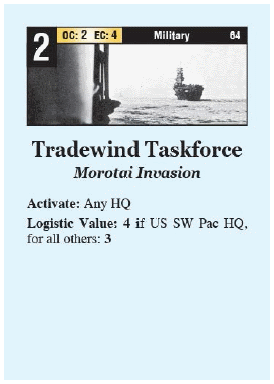 2
OC: 2 EC: 4
Military
64
Tradewind Taskforce
Morotai Invasion
Activate: Any HQ
Logistic Value: 4 if US SW Pac HQ,
for all others: 3